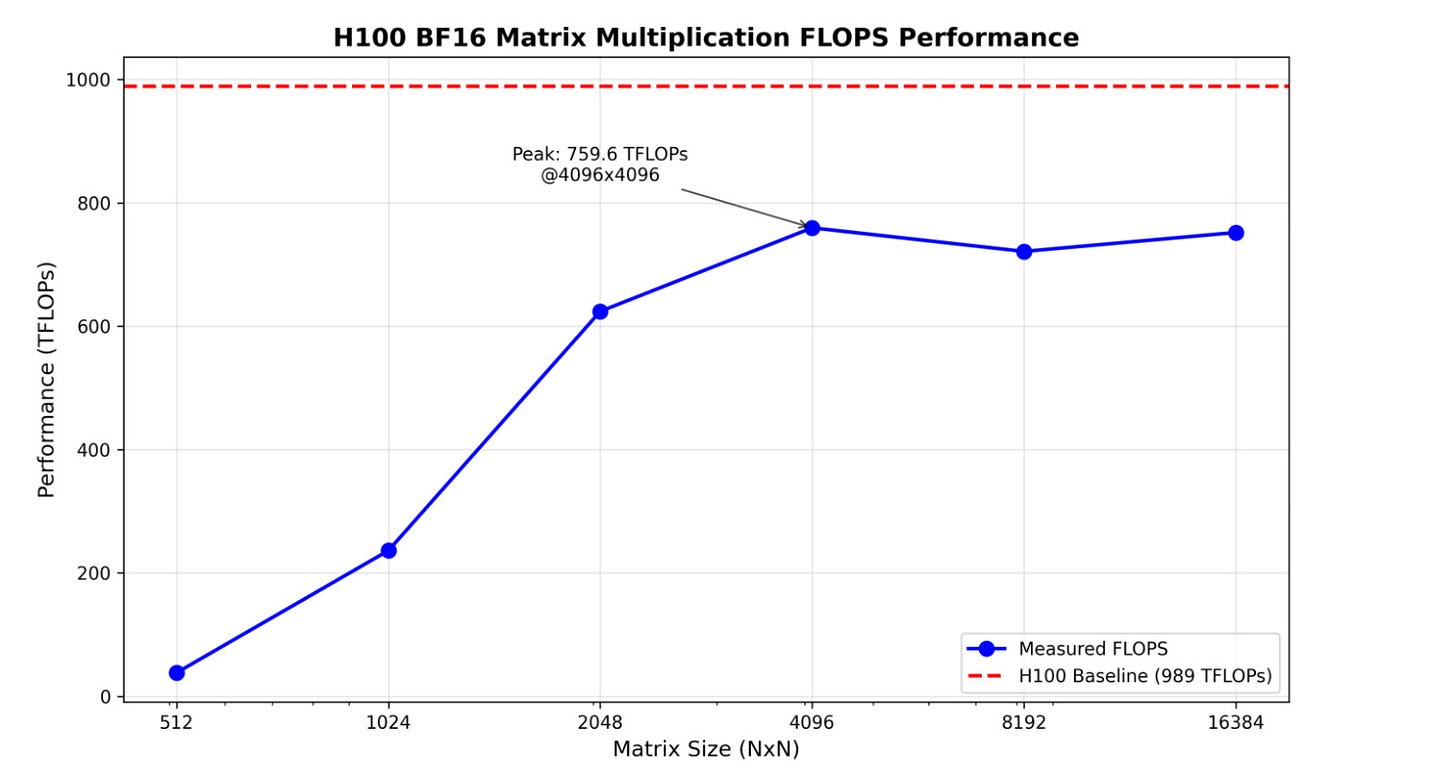 H100 BF16 Matrix Multiplication FLOPS Performance
1000
800
600
400
200
0
Performance (TFLOPs)
Peak: 759.6 TFLOPs
@4096x4096
Measured FLOPS
H100 Baseline (989 TFLOPs)
512 1024 2048 4096 8192 16384
Matrix Size (NxN)